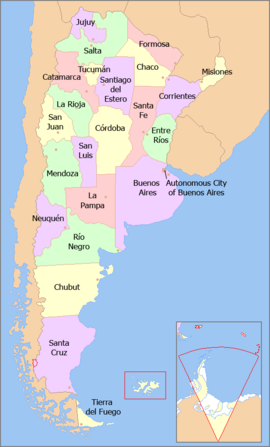 Jujuy
Salta
Formosa
Tucumán
Chaco
Misiones
Catamarca
Santiago
del
Estero
Corrientes
La Rioja
Santa
Fe
San
Juan
Córdoba
Entre
Ríos
San
Luis
Mendoza
Buenos
Aires
Autonomous City
of Buenos Aires
La
Pampa
Neuquén
Río
Negro
Chubut
Santa
Cruz
Tierra
del Fuego